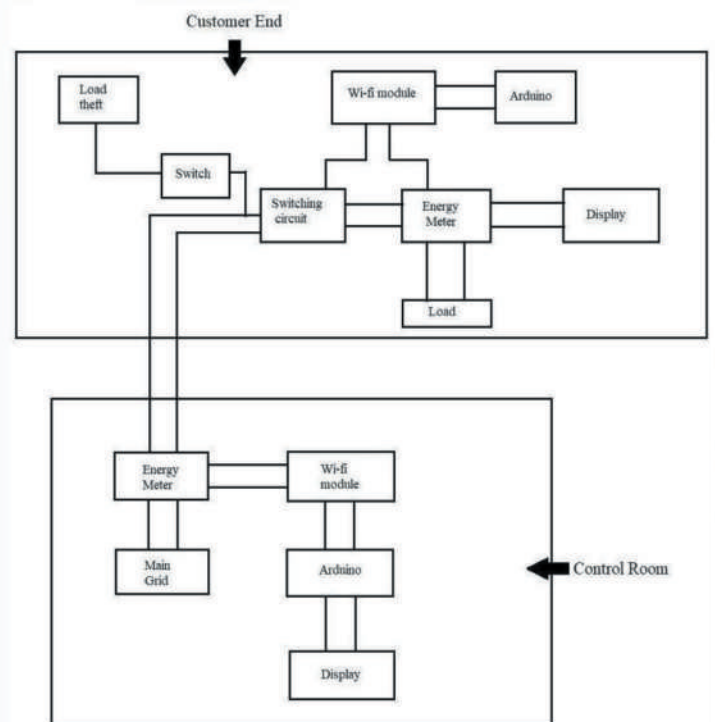 Customer End
Load
theft
Wi-fi module
Arduino
Switch
Switching
circuit
Energy
Meter
Display
Load
Energy
Meter
Wi-fi
module
Main
Grid
Arduino
Control Room
Display